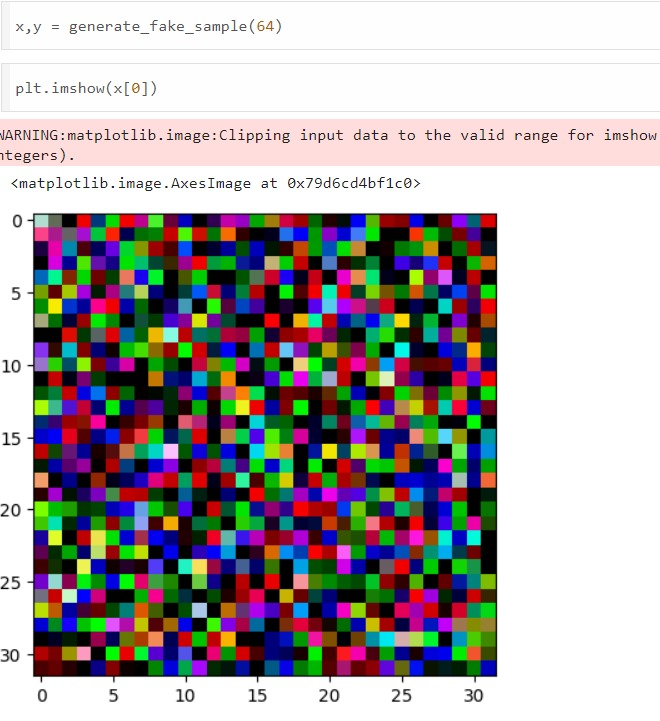 x,y = generate_fake_sample(64)
plt.imshow(x[0])
WARNING:matplotlib.image:Clipping input data to the valid range for imshow
ntegers).
<matplotlib.image.AxesImage at 0x79d6cd4bf1c0>
0
5
10
15
20
25
30
0 5 10 15 20 25 30